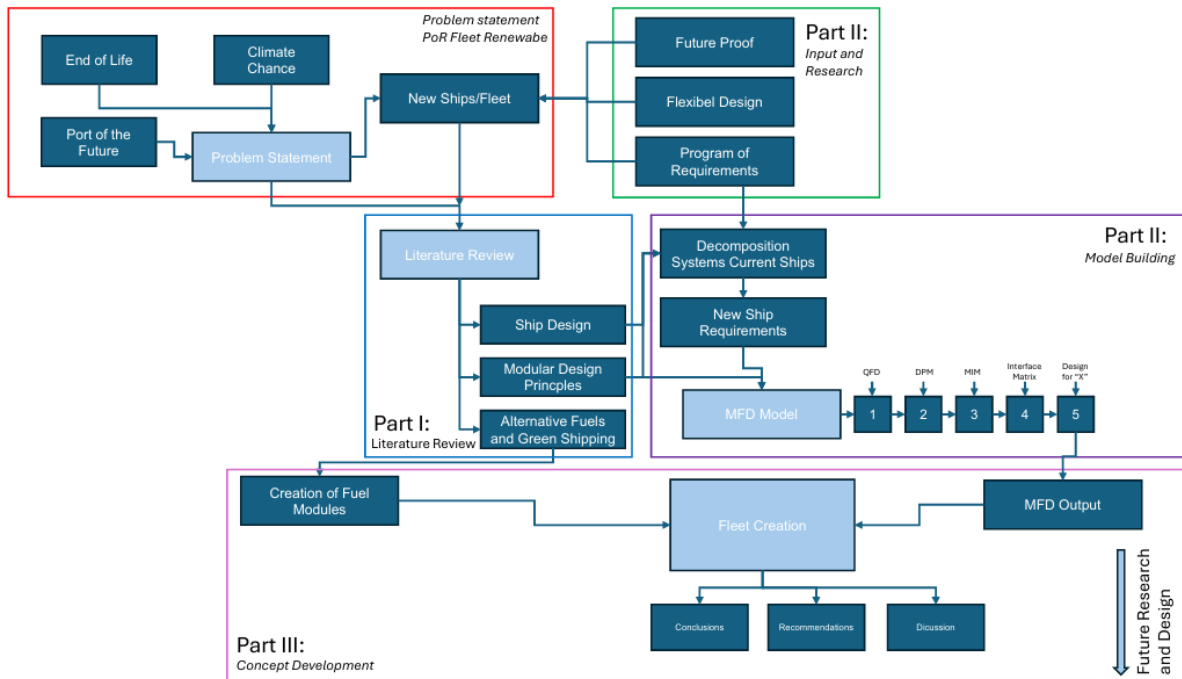 Problem statement
PoR Fleet Renewabe
End of Life
Climate
Chance
Port of the
Future
Problem Statement
New Ships/Fleet
Part II:
Input and
Research
Future Proof
Flexibel Design
Program of
Requirements
Literature Review
Ship Design
Modular Design
Princples
Alternative Fuels
and Green Shipping
Part I:
Literature Review
Part II:
Model Building
Decomposition
Systems Current Ships
New Ship
Requirements
MFD Model
QFD
DPM
MIM
Interface
Matrix
Design
for "X"
1
2
3
4
5
Creation of Fuel
Modules
Fleet Creation
MFD Output
Conclusions
Recommendations
Dicussion
Part III:
Concept Development
Future Research
and Design